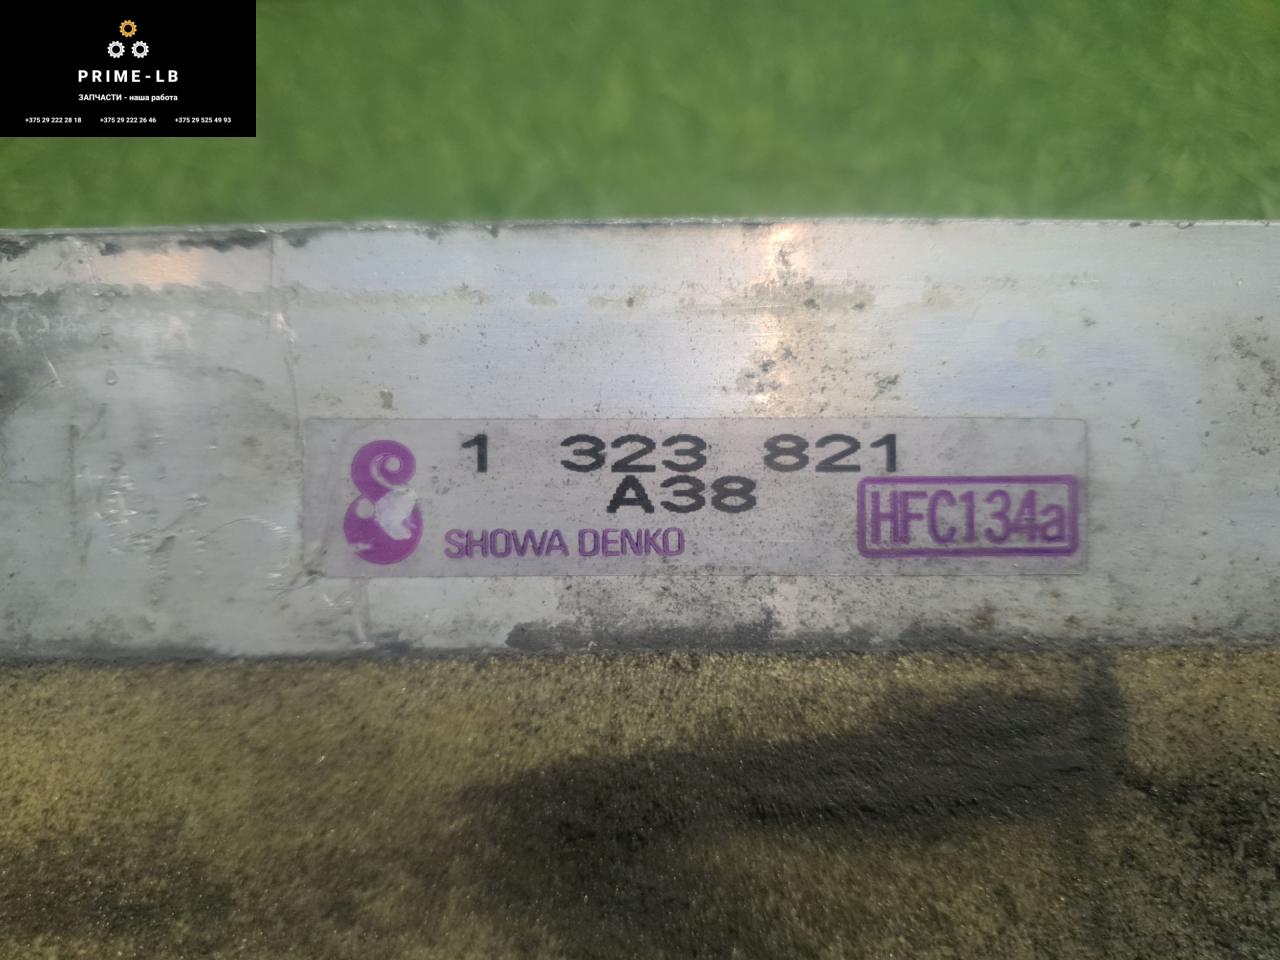 PRIME-LB
ЗАПЧАСТИ - наша работа
+375 29 222 28 18 +375 29 222 26 46 +375 29 525 49 93
1 323 821
A38
SHOWA DENKO
HFC134a